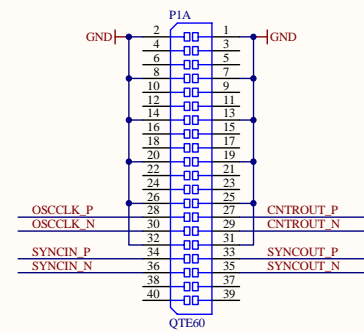 P1A
GND 2 1 GND
4 3
6 5
8 7
10 9
12 11
14 13
16 15
18 17
20 19
22 21
24 23
26 25
OSCCLK_P 28 27 CNTROUT_P
OSCCLK_N 30 29 CNTROUT_N
32 31
SYNCIN_P 34 33 SYNCOUT_P
SYNCIN_N 36 35 SYNCOUT_N
38 37
40 39
QTE60